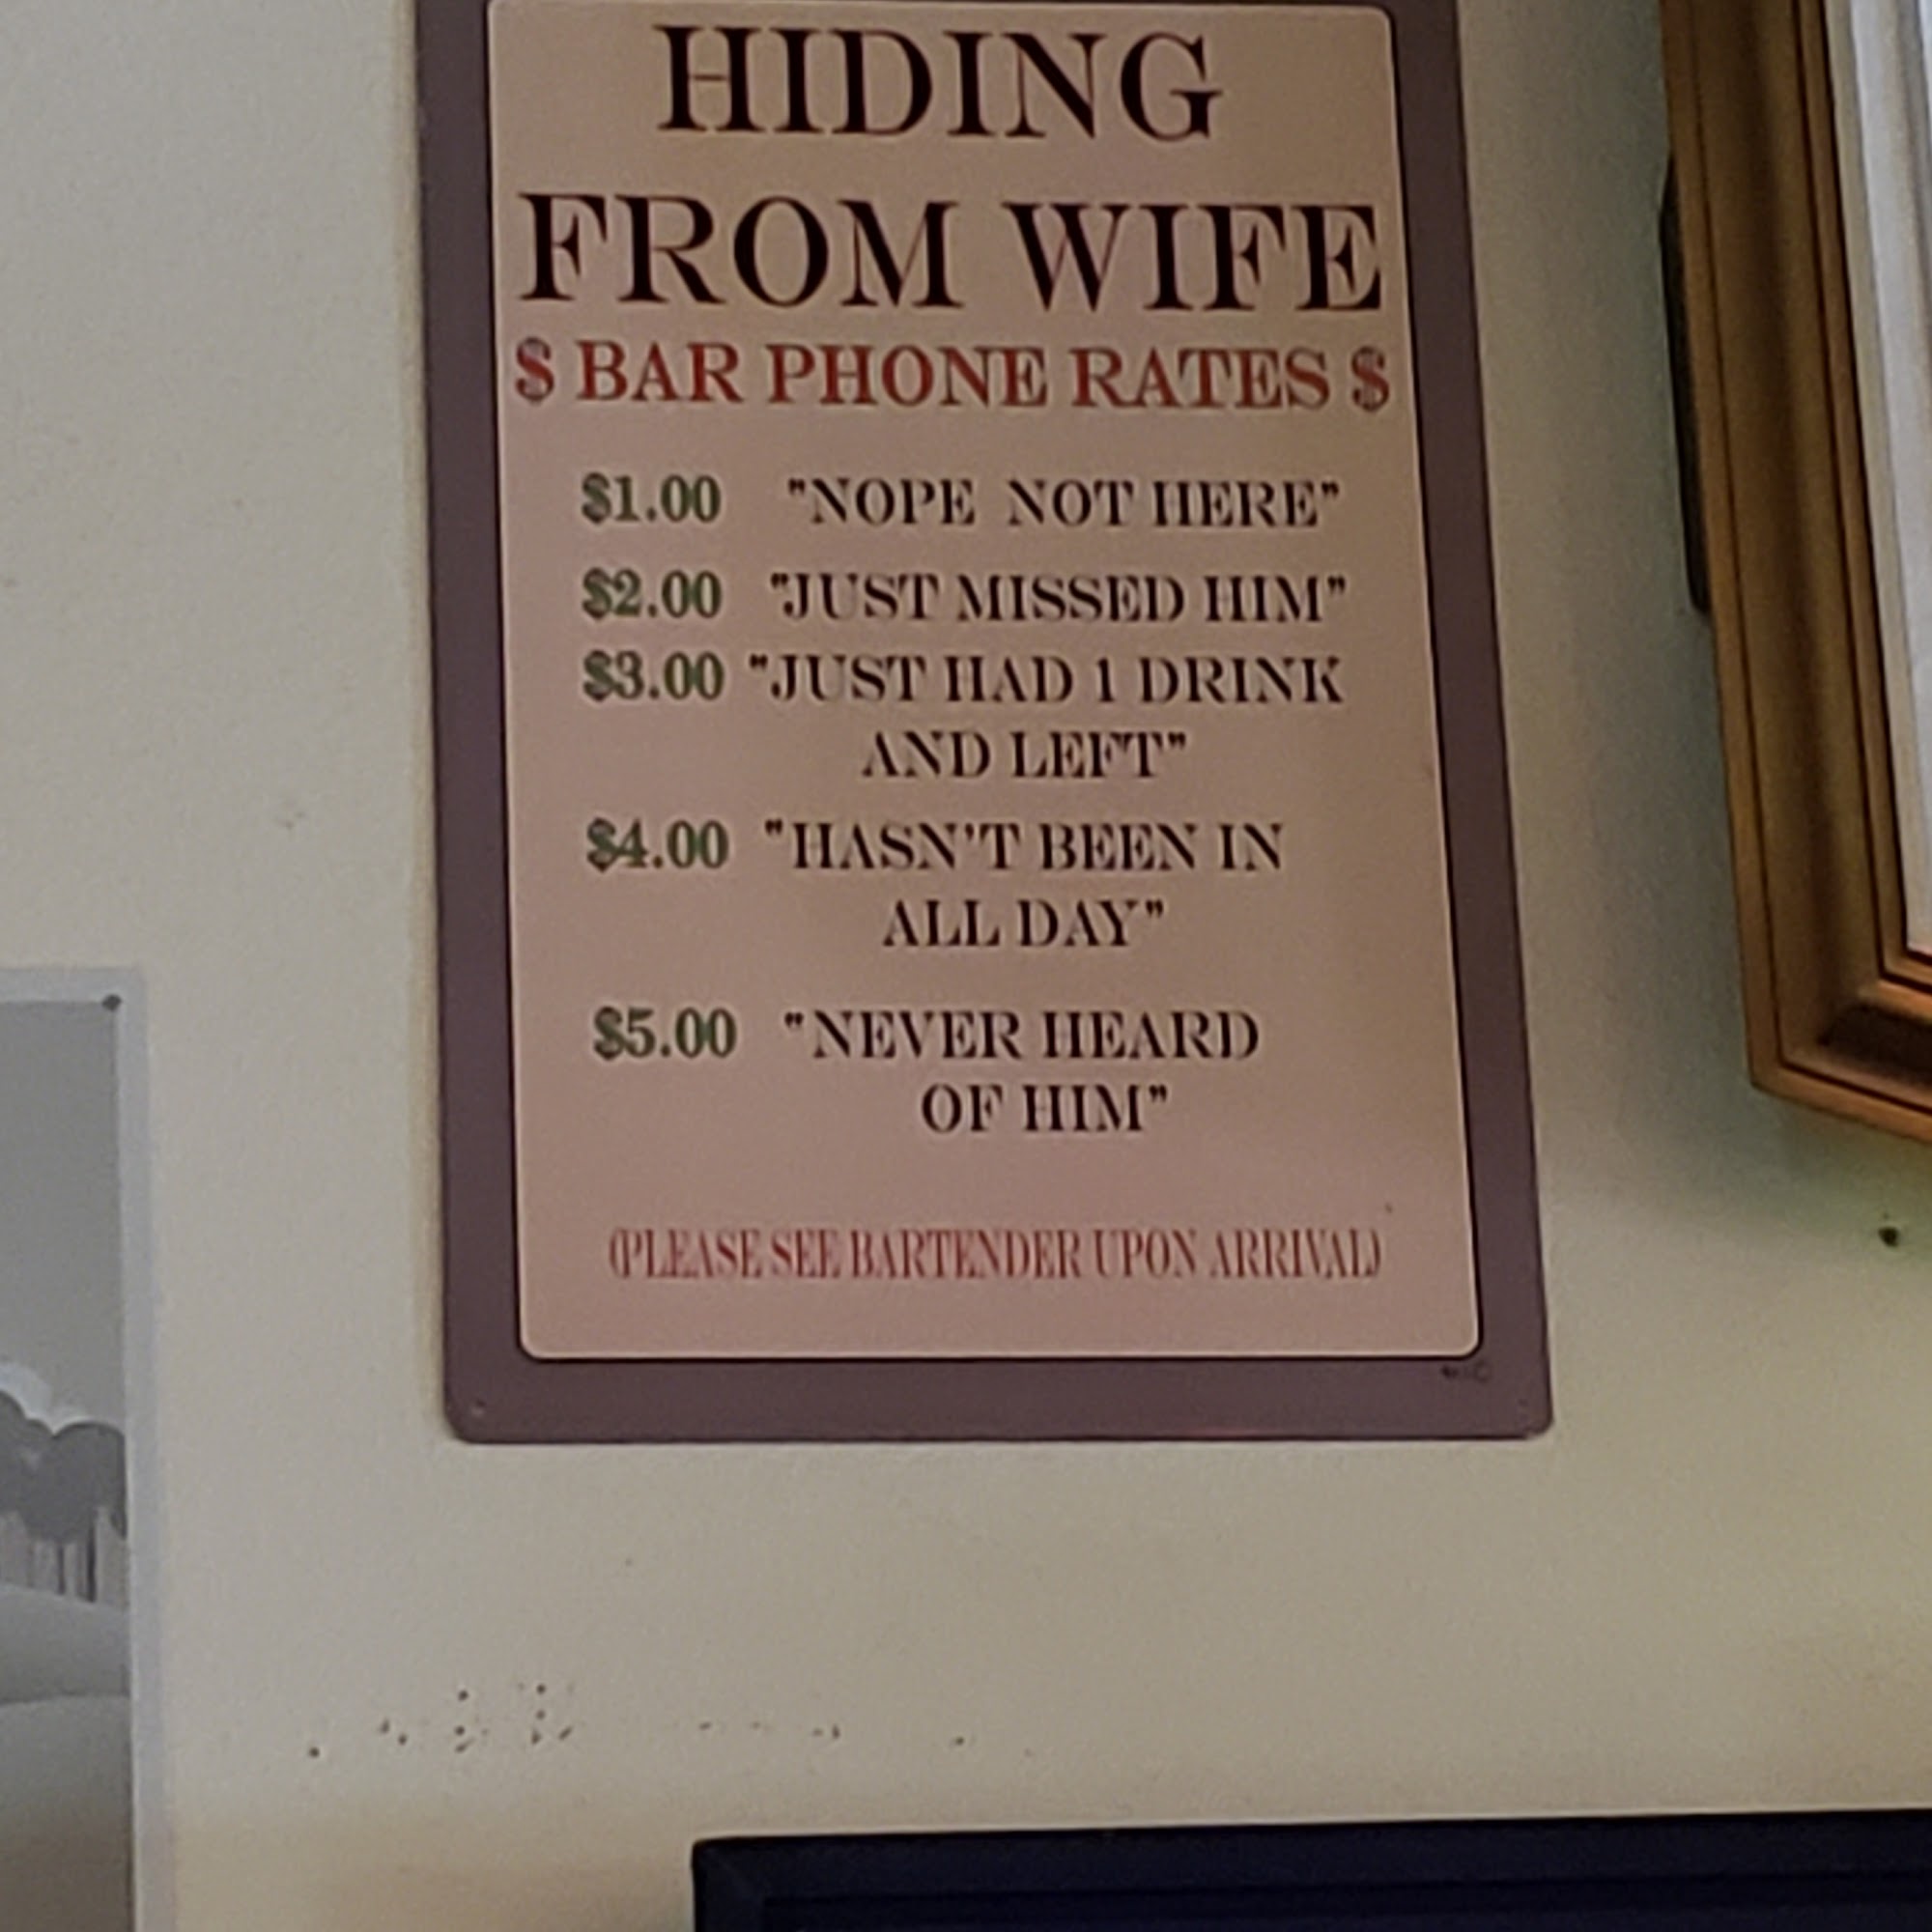 HIDING
FROM WIFE
$ BAR PHONE RATES $
$1.00 "NOPE NOT HERE"
$2.00 "JUST MISSED HIM"
$3.00 "JUST HAD 1 DRINK
AND LEFT"
$4.00 "HASN'T BEEN IN
ALL DAY"
$5.00 "NEVER HEARD
OF HIM"
(PLEASE SEE BARTENDER UPON ARRIVAL)